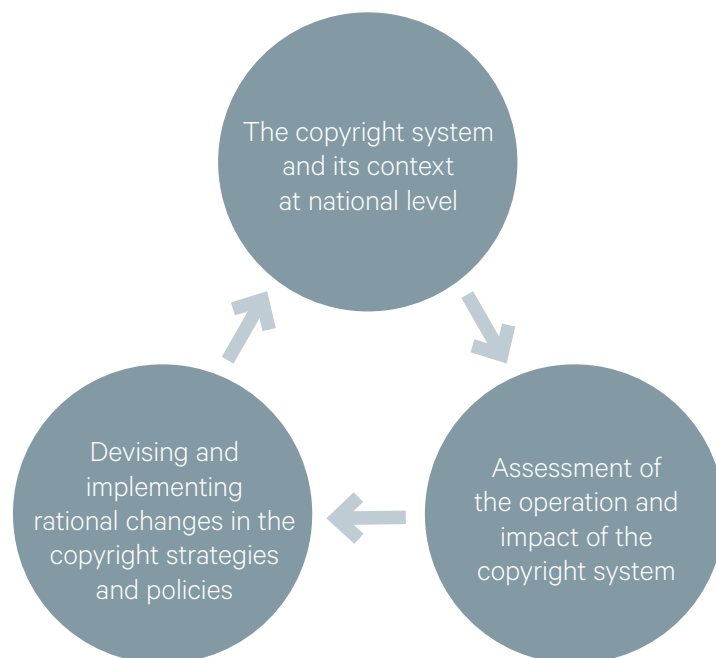 The copyright system
and its context
at national level
Assessment of
the operation and
impact of the
copyright system
Devising and
implementing
rational changes in the
copyright strategies
and policies